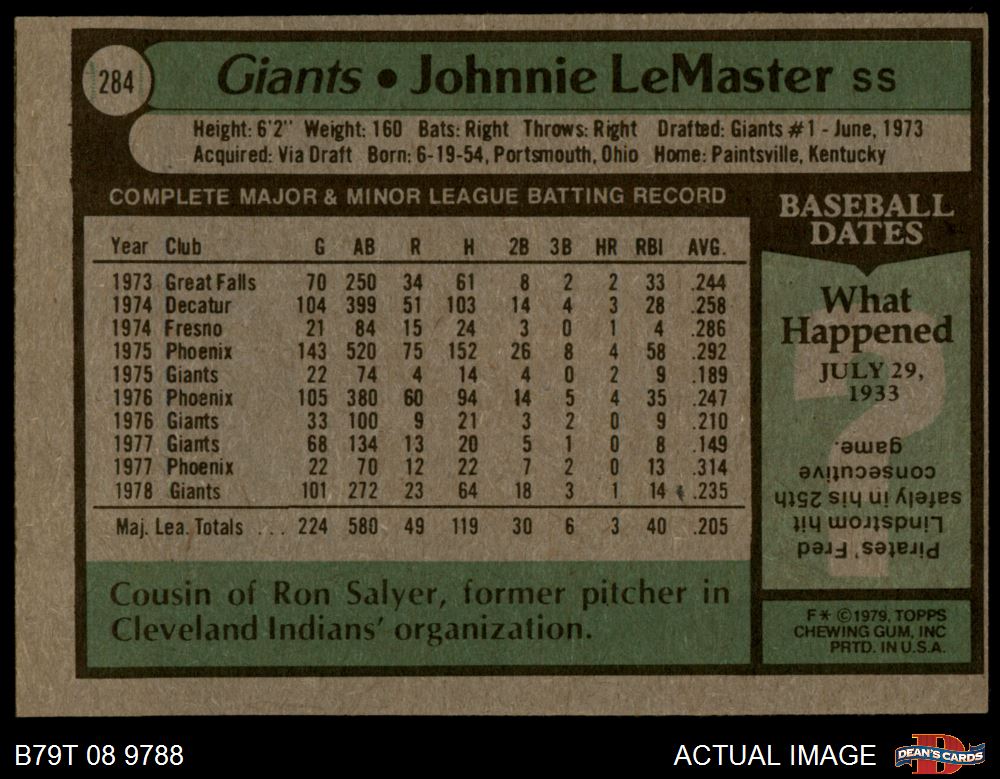 284
Giants • Johnnie LeMaster SS
Height: 6'2" Weight: 160 Bats: Right Throws: Right Drafted: Giants #1 - June, 1973
Acquired: Via Draft Born: 6-19-54, Portsmouth, Ohio Home: Paintsville, Kentucky
COMPLETE MAJOR & MINOR LEAGUE BATTING RECORD
Year Club G AB R H 2B 3B HR RBI AVG.
1973 Great Falls 70 250 34 61 8 2 2 33 .244
1974 Decatur 104 399 51 103 14 4 3 28 .258
1974 Fresno 21 84 15 24 3 0 1 4 .286
1975 Phoenix 143 520 75 152 26 8 4 58 .292
1975 Giants 22 74 4 14 4 0 2 9 .189
1976 Phoenix 105 380 60 94 14 5 4 35 .247
1976 Giants 33 100 9 21 3 2 0 9 .210
1977 Giants 68 134 13 20 5 1 0 8 .149
1977 Phoenix 22 70 12 22 7 2 0 13 .314
1978 Giants 101 272 23 64 18 3 1 14 .235
Maj. Lea. Totals . . . 224 580 49 119 30 6 3 40 .205
Cousin of Ron Salyer, former pitcher in
Cleveland Indians' organization.
BASEBALL
DATES
What
Happened
JULY 29,
1933
?
Pirates' Fred
Lindstrom hit
safely in his 25th
consecutive
game.
F* ©1979, TOPPS
CHEWING GUM, INC
PRTD. IN U.S.A.
B79T 08 9788
ACTUAL IMAGE
DEAN'S CARDS